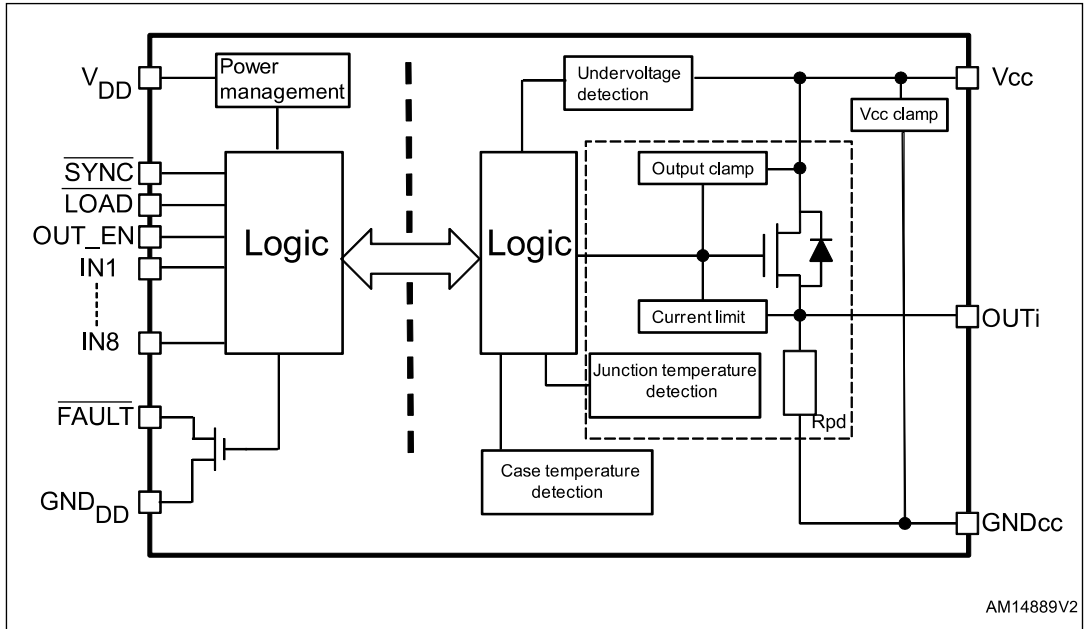 VDD
SYNC
LOAD
OUT_EN
IN1
IN8
FAULT
GNDDD
Power
management
Logic
Logic
Undervoltage
detection
Output clamp
Current limit
Junction temperature
detection
Case temperature
detection
Rpd
Vcc clamp
Vcc
OUTi
GNDcc
AM14889V2